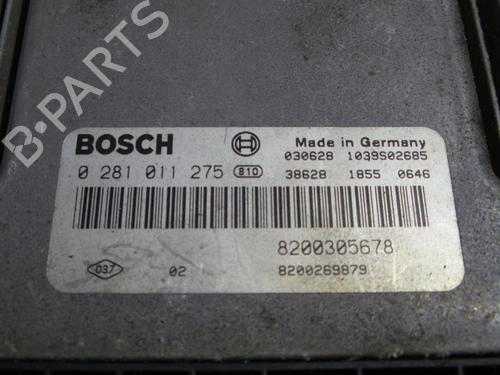 B-PARTS
BOSCH
Made in Germany
030628 1039S02685
0 281 011 275 810
38628 1855 0646
8200305678
037 02 8200269879